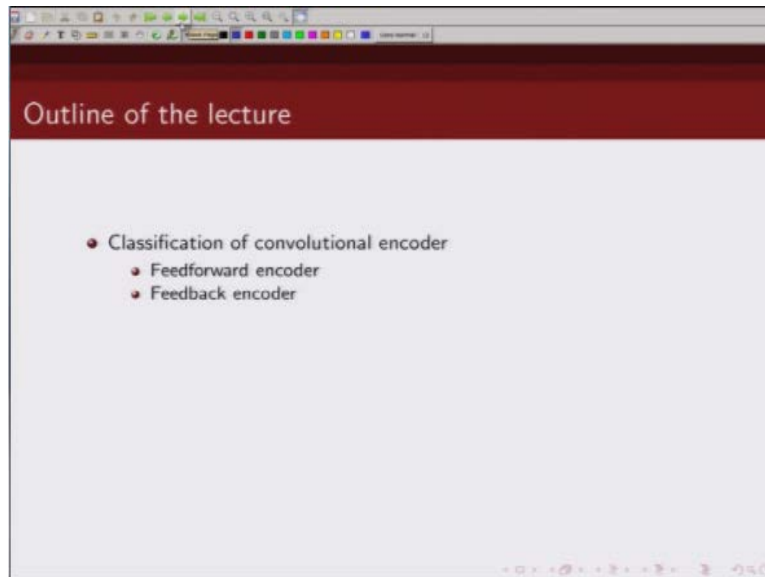 Outline of the lecture
Classification of convolutional encoder
Feedforward encoder
Feedback encoder